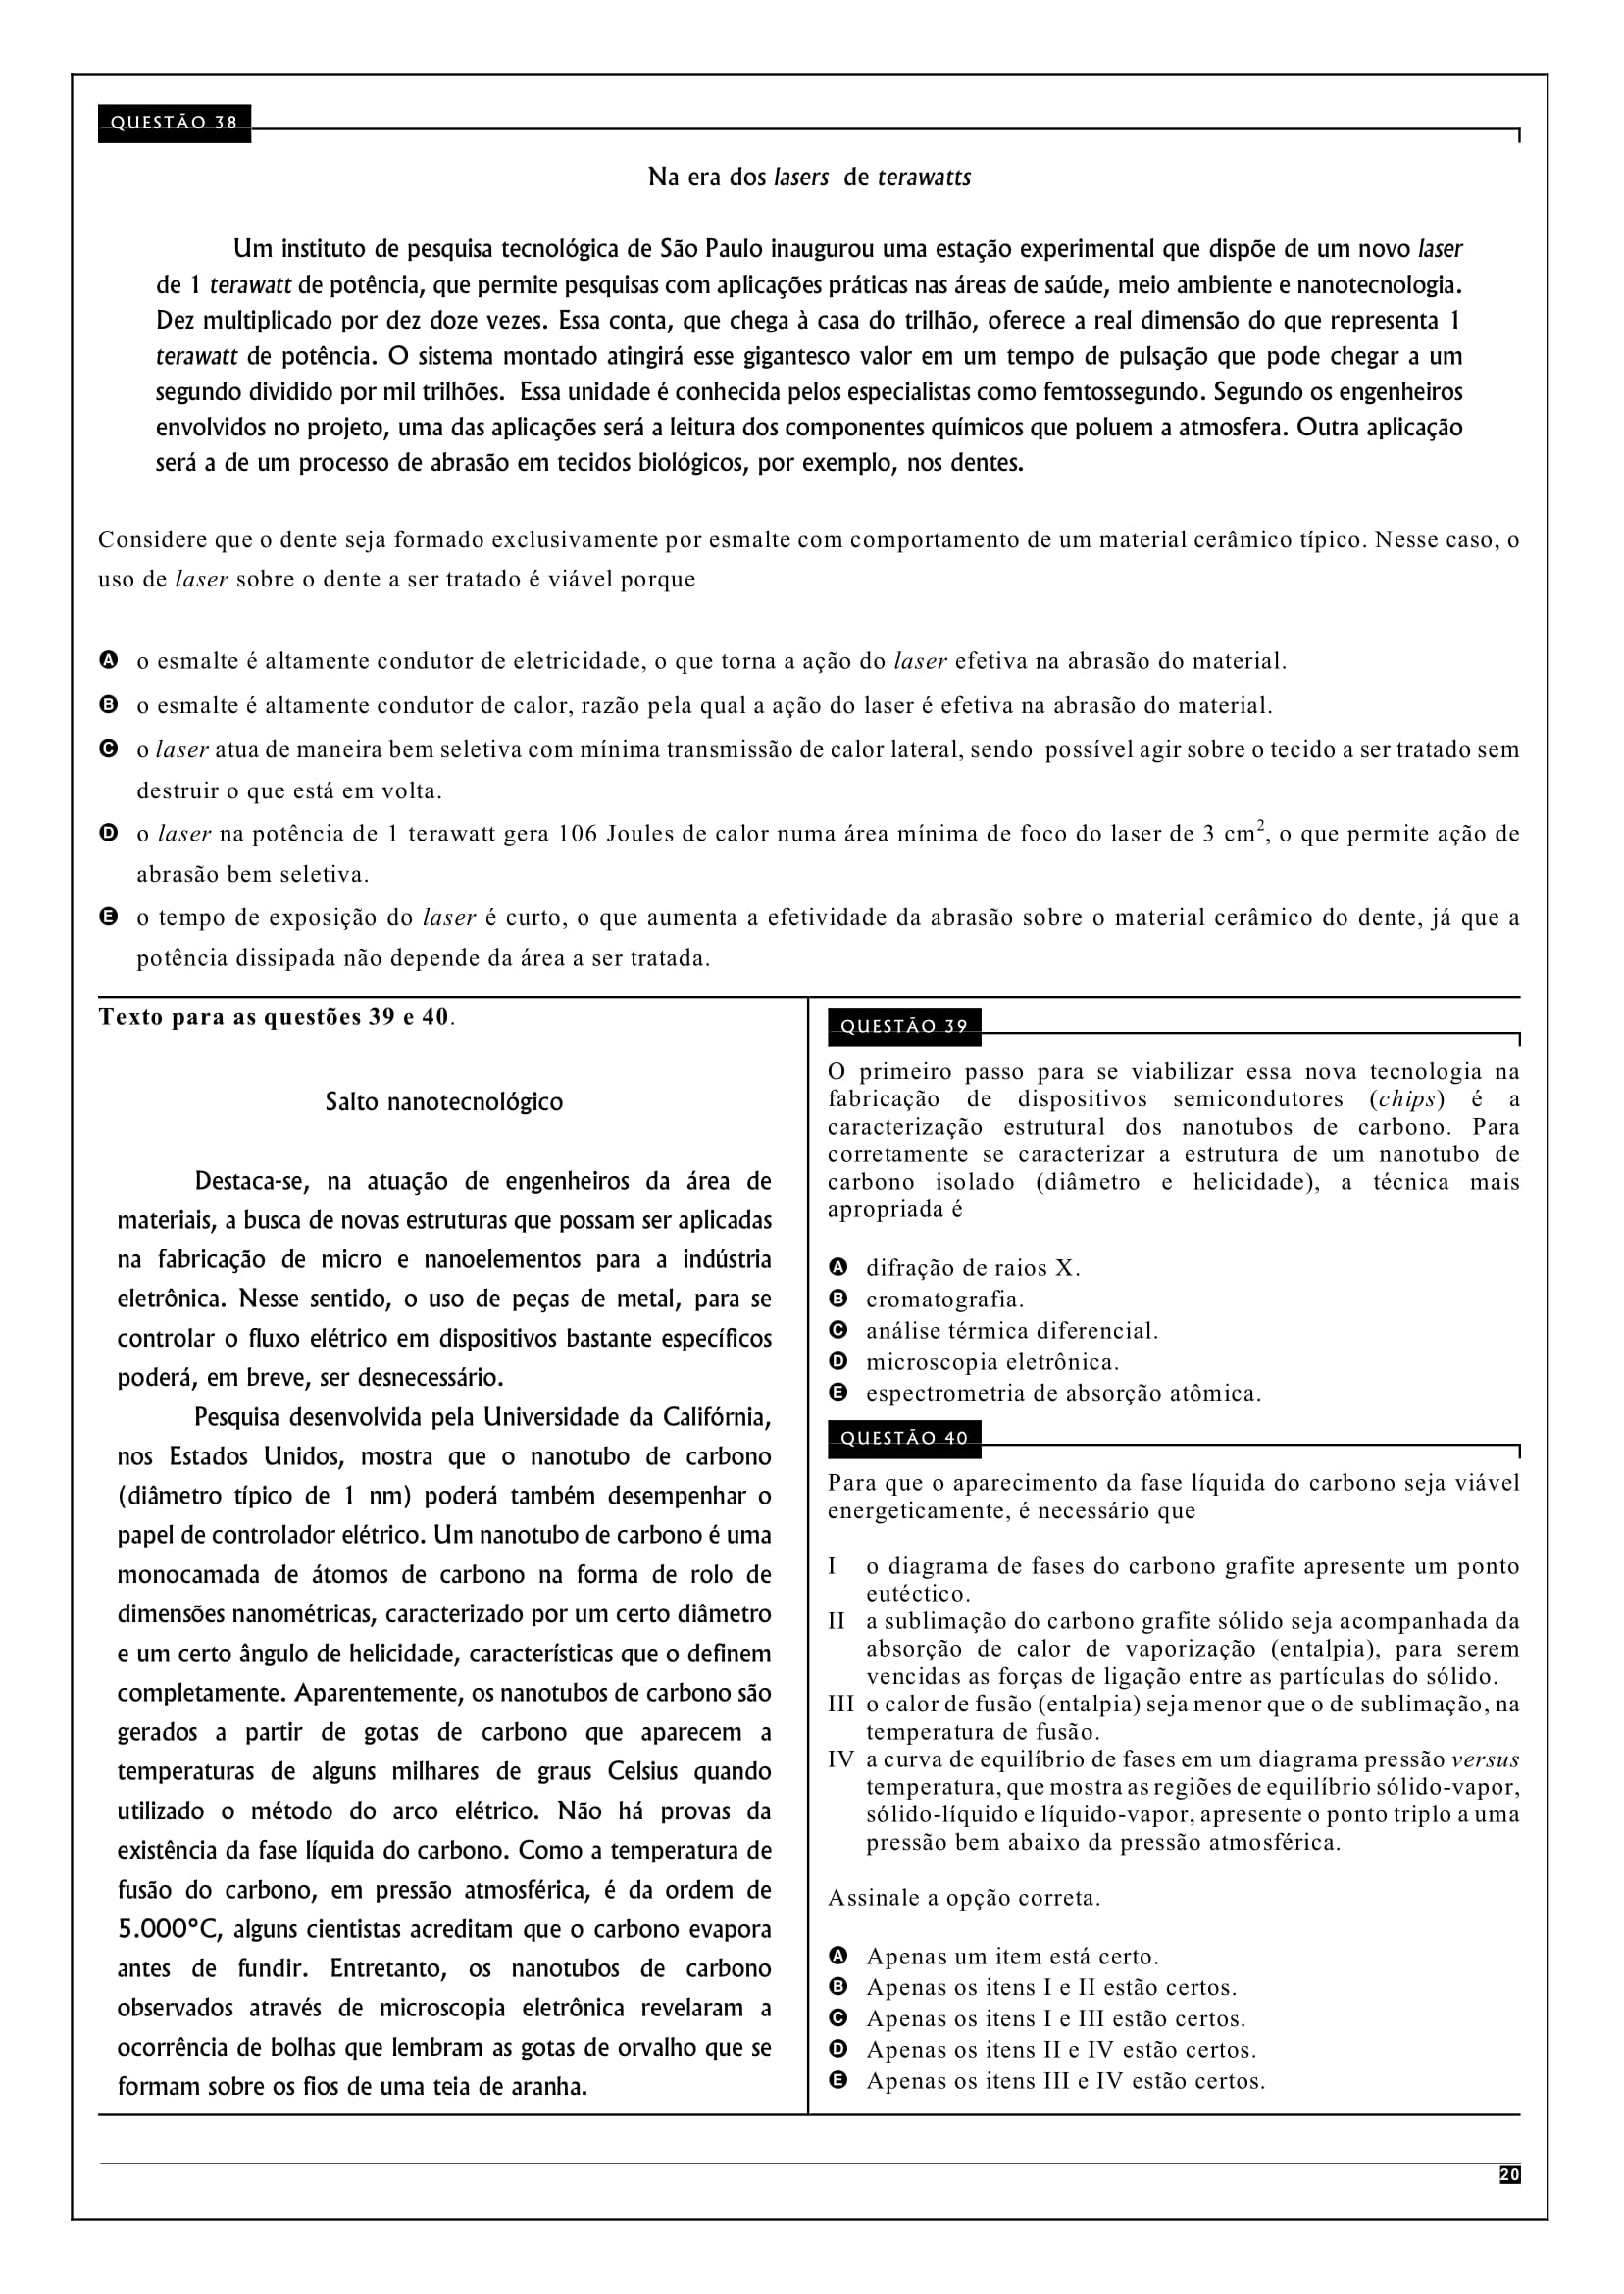 QUESTÃO 38
Na era dos lasers de terawatts
Um instituto de pesquisa tecnológica de São Paulo inaugurou uma estação experimental que dispõe de um novo laser
de 1 terawatt de potência, que permite pesquisas com aplicações práticas nas áreas de saúde, meio ambiente e nanotecnologia.
Dez multiplicado por dez doze vezes. Essa conta, que chega à casa do trilhão, oferece a real dimensão do que representa 1
terawatt de potência. O sistema montado atingirá esse gigantesco valor em um tempo de pulsação que pode chegar a um
segundo dividido por mil trilhões. Essa unidade é conhecida pelos especialistas como femtossegundo. Segundo os engenheiros
envolvidos no projeto, uma das aplicações será a leitura dos componentes químicos que poluem a atmosfera. Outra aplicação
será a de um processo de abrasão em tecidos biológicos, por exemplo, nos dentes.
Considere que o dente seja formado exclusivamente por esmalte com comportamento de um material cerâmico típico. Nesse caso, o
uso de laser sobre o dente a ser tratado é viável porque
A o esmalte é altamente condutor de eletricidade, o que torna a ação do laser efetiva na abrasão do material.
B o esmalte é altamente condutor de calor, razão pela qual a ação do laser é efetiva na abrasão do material.
C o laser atua de maneira bem seletiva com mínima transmissão de calor lateral, sendo possível agir sobre o tecido a ser tratado sem
destruir o que está em volta.
D o laser na potência de 1 terawatt gera 106 Joules de calor numa área mínima de foco do laser de 3 cm², o que permite ação de
abrasão bem seletiva.
E o tempo de exposição do laser é curto, o que aumenta a efetividade da abrasão sobre o material cerâmico do dente, já que a
potência dissipada não depende da área a ser tratada.
Texto para as questões 39 e 40.
Salto nanotecnológico
Destaca-se, na atuação de engenheiros da área de
materiais, a busca de novas estruturas que possam ser aplicadas
na fabricação de micro e nanoelementos para a indústria
eletrônica. Nesse sentido, o uso de peças de metal, para se
controlar o fluxo elétrico em dispositivos bastante específicos
poderá, em breve, ser desnecessário.
Pesquisa desenvolvida pela Universidade da Califórnia,
nos Estados Unidos, mostra que o nanotubo de carbono
(diâmetro típico de 1 nm) poderá também desempenhar o
papel de controlador elétrico. Um nanotubo de carbono é uma
monocamada de átomos de carbono na forma de rolo de
dimensões nanométricas, caracterizado por um certo diâmetro
e um certo ângulo de helicidade, características que o definem
completamente. Aparentemente, os nanotubos de carbono são
gerados a partir de gotas de carbono que aparecem a
temperaturas de alguns milhares de graus Celsius quando
utilizado o método do arco elétrico. Não há provas da
existência da fase líquida do carbono. Como a temperatura de
fusão do carbono, em pressão atmosférica, é da ordem de
5.000°C, alguns cientistas acreditam que o carbono evapora
antes de fundir. Entretanto, os nanotubos de carbono
observados através de microscopia eletrônica revelaram a
ocorrência de bolhas que lembram as gotas de orvalho que se
formam sobre os fios de uma teia de aranha.
QUESTÃO 39
O primeiro passo para se viabilizar essa nova tecnologia na
fabricação de dispositivos semicondutores (chips) é a
caracterização estrutural dos nanotubos de carbono. Para
corretamente se caracterizar a estrutura de um nanotubo de
carbono isolado (diâmetro e helicidade), a técnica mais
apropriada é
A difração de raios X.
B cromatografia.
C análise térmica diferencial.
D microscopia eletrônica.
E espectrometria de absorção atômica.
QUESTÃO 40
Para que o aparecimento da fase líquida do carbono seja viável
energeticamente, é necessário que
I o diagrama de fases do carbono grafite apresente um ponto
eutéctico.
II a sublimação do carbono grafite sólido seja acompanhada da
absorção de calor de vaporização (entalpia), para serem
vencidas as forças de ligação entre as partículas do sólido.
III o calor de fusão (entalpia) seja menor que o de sublimação, na
temperatura de fusão.
IV a curva de equilíbrio de fases em um diagrama pressão versus
temperatura, que mostra as regiões de equilíbrio sólido-vapor,
sólido-líquido e líquido-vapor, apresente o ponto triplo a uma
pressão bem abaixo da pressão atmosférica.
Assinale a opção correta.
A Apenas um item está certo.
B Apenas os itens I e II estão certos.
C Apenas os itens I e III estão certos.
D Apenas os itens II e IV estão certos.
E Apenas os itens III e IV estão certos.
20